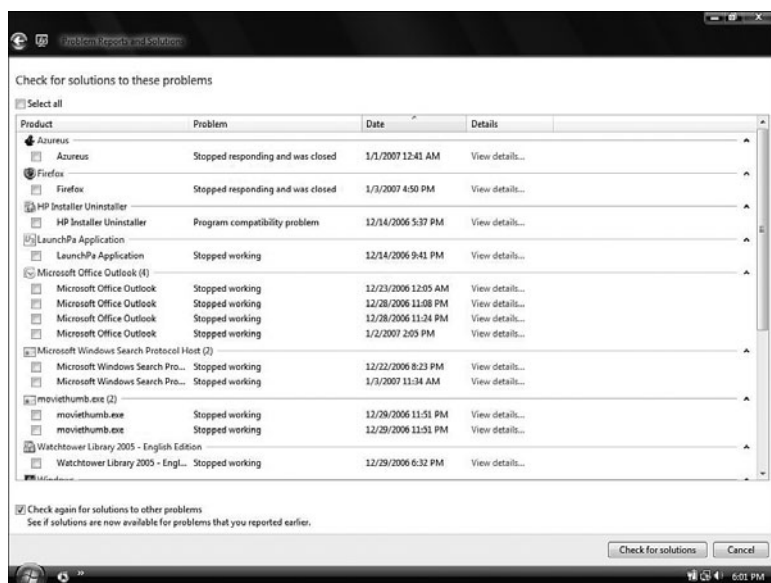 Problem Reports and Solutions
Check for solutions to these problems
Select all
Product Problem Date Details
Azureus
Azureus Stopped responding and was closed 1/1/2007 12:41 AM View details...
Firefox
Firefox Stopped responding and was closed 1/3/2007 4:50 PM View details...
HP Installer Uninstaller
HP Installer Uninstaller Program compatibility problem 12/14/2006 5:37 PM View details...
LaunchPa Application
LaunchPa Application Stopped working 12/14/2006 9:41 PM View details...
Microsoft Office Outlook (4)
Microsoft Office Outlook Stopped working 12/23/2006 12:05 AM View details...
Microsoft Office Outlook Stopped working 12/28/2006 11:08 PM View details...
Microsoft Office Outlook Stopped working 12/28/2006 11:24 PM View details...
Microsoft Office Outlook Stopped working 1/2/2007 2:05 PM View details...
Microsoft Windows Search Protocol Host (2)
Microsoft Windows Search Pro... Stopped working 12/22/2006 8:23 PM View details...
Microsoft Windows Search Pro... Stopped working 1/3/2007 11:34 AM View details...
moviethumb.exe (2)
moviethumb.exe Stopped working 12/29/2006 11:51 PM View details...
moviethumb.exe Stopped working 12/29/2006 11:51 PM View details...
Watchtower Library 2005 - English Edition
Watchtower Library 2005 - Engl... Stopped working 12/29/2006 6:32 PM View details...
Windows
Check again for solutions to other problems
See if solutions are now available for problems that you reported earlier.
Check for solutions Cancel
6:01 PM